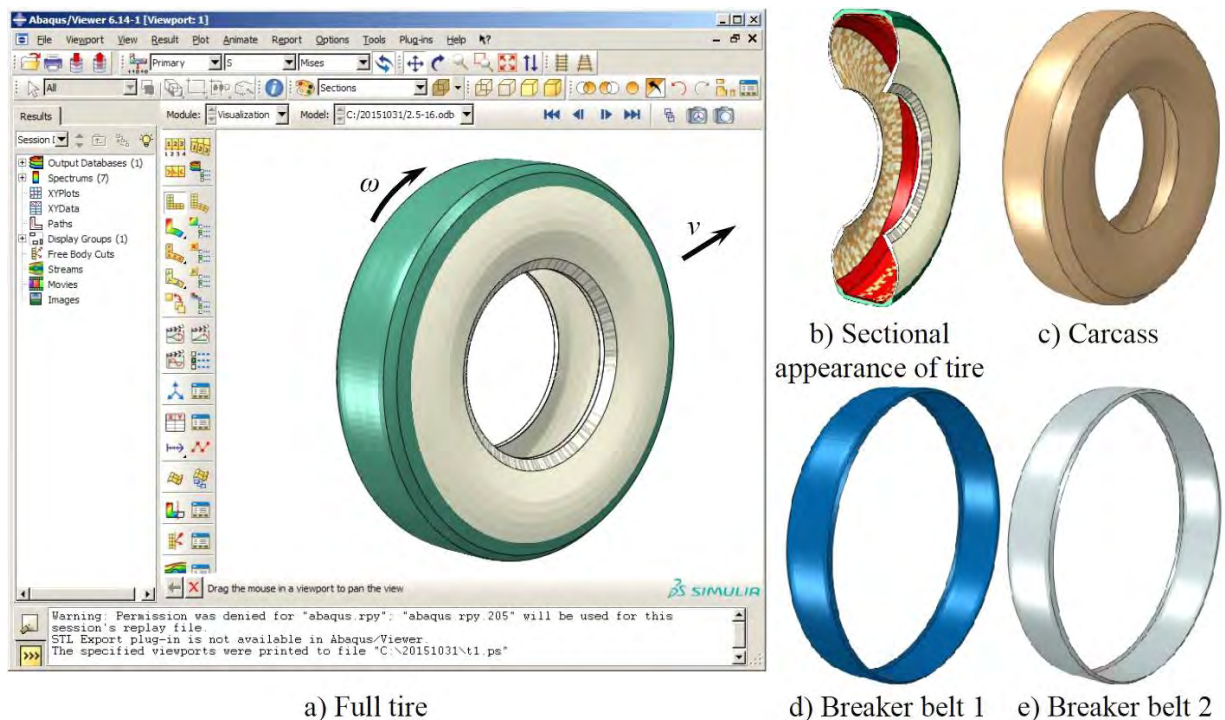 Abaqus/Viewer 6.14-1 [Viewport: 1]
File Viewport View Result Plot Animate Report Options Tools Plug-ins Help
Primary S Mises
All Sections
Results Module: Visualization Model: C:/20151031/2.5-16.odb
Session
Output Databases (1)
Spectrums (7)
XYPlots
XYData
Paths
Display Groups (1)
Free Body Cuts
Streams
Movies
Images
ω
v
Drag the mouse in a viewport to pan the view
SIMULIA
Warning: Permission was denied for "abaqus.rpy"; "abaqus rpy.205" will be used for this
session's replay file.
STL Export plug-in is not available in Abaqus/Viewer.
The specified viewports were printed to file "C:\20151031\t1.ps"
a) Full tire
b) Sectional
appearance of tire
c) Carcass
d) Breaker belt 1
e) Breaker belt 2